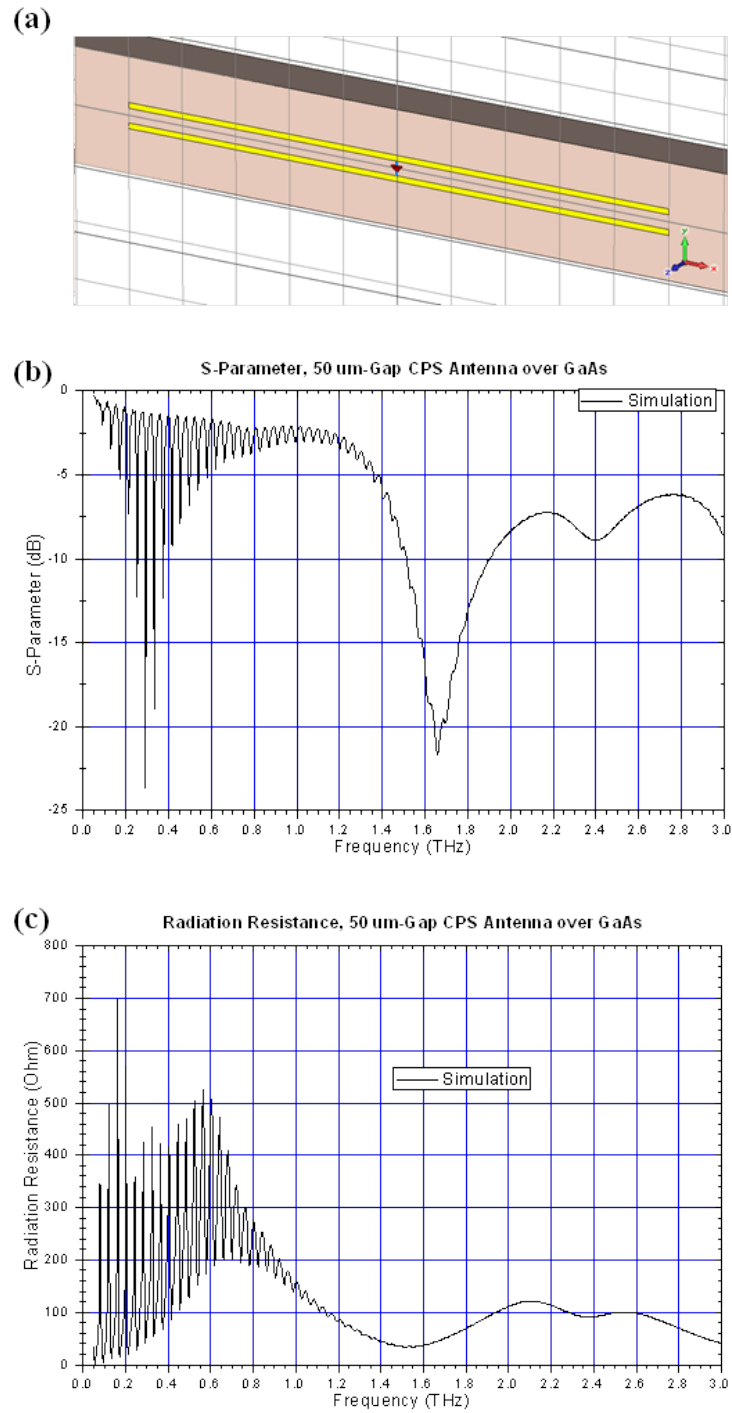 (a)
y
z
x
(b)
S-Parameter, 50 um-Gap CPS Antenna over GaAs
Simulation
0
-5
-10
-15
-20
-25
S-Parameter (dB)
0.0 0.2 0.4 0.6 0.8 1.0 1.2 1.4 1.6 1.8 2.0 2.2 2.4 2.6 2.8 3.0
Frequency (THz)
(c)
Radiation Resistance, 50 um-Gap CPS Antenna over GaAs
Simulation
800
700
600
500
400
300
200
100
0
Radiation Resistance (Ohm)
0.0 0.2 0.4 0.6 0.8 1.0 1.2 1.4 1.6 1.8 2.0 2.2 2.4 2.6 2.8 3.0
Frequency (THz)